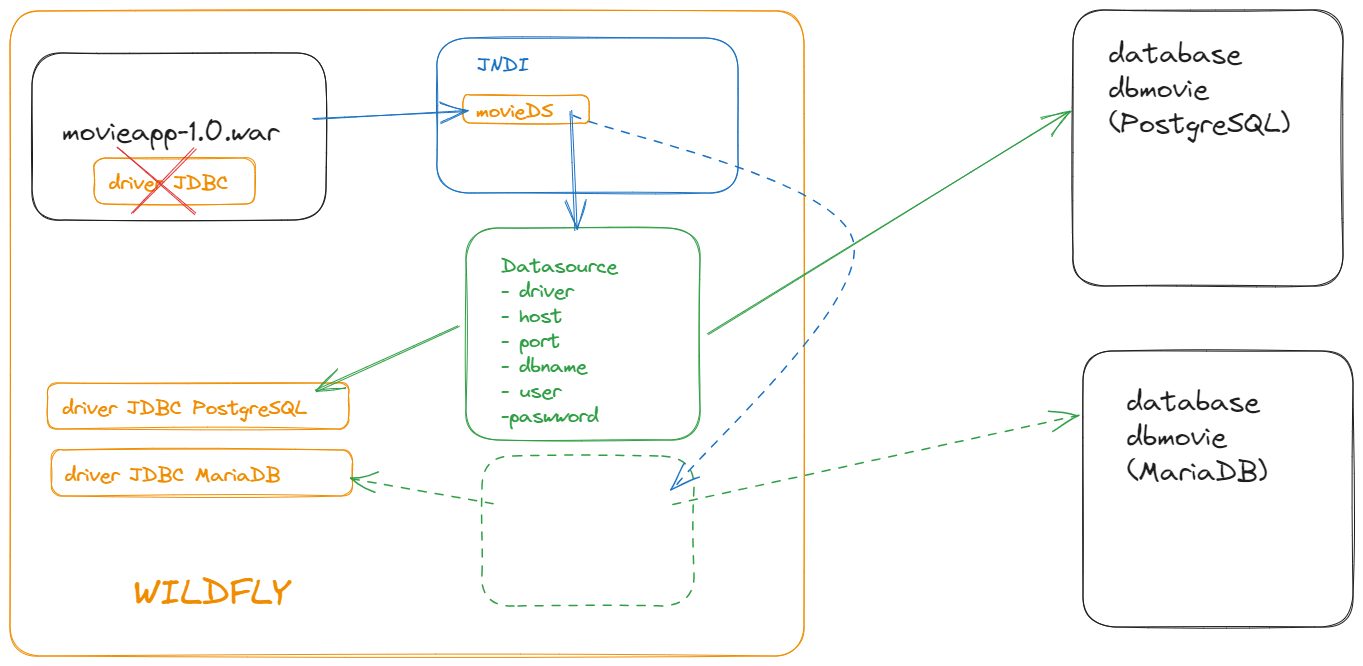 movieapp-1.0.war
driver JDBC
JNDI
movieDS
Datasource
- driver
- host
- port
- dbname
- user
-paswword
driver JDBC PostgreSQL
driver JDBC MariaDB
WILDFLY
database
dbmovie
(PostgreSQL)
database
dbmovie
(MariaDB)